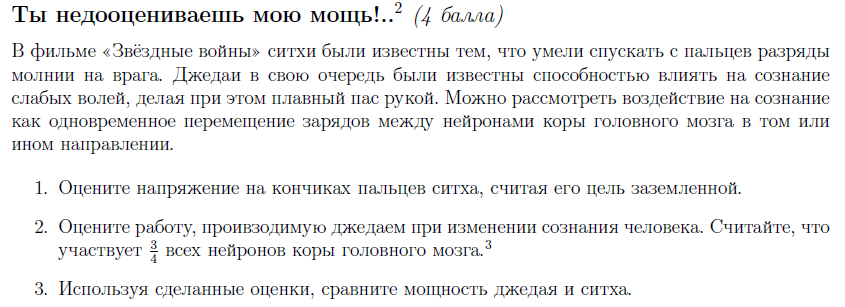 Ты недооцениваешь мою мощь!..² (4 балла)
В фильме «Звёздные войны» ситхи были известны тем, что умели спускать с пальцев разряды
молнии на врага. Джедаи в свою очередь были известны способностью влиять на сознание
слабых волей, делая при этом плавный пас рукой. Можно рассмотреть воздействие на сознание
как одновременное перемещение зарядов между нейронами коры головного мозга в том или
ином направлении.
1. Оцените напряжение на кончиках пальцев ситха, считая его цель заземленной.
2. Оцените работу, проивзодимую джедаем при изменении сознания человека. Считайте, что
участвует 3/4 всех нейронов коры головного мозга.³
3. Используя сделанные оценки, сравните мощность джедая и ситха.